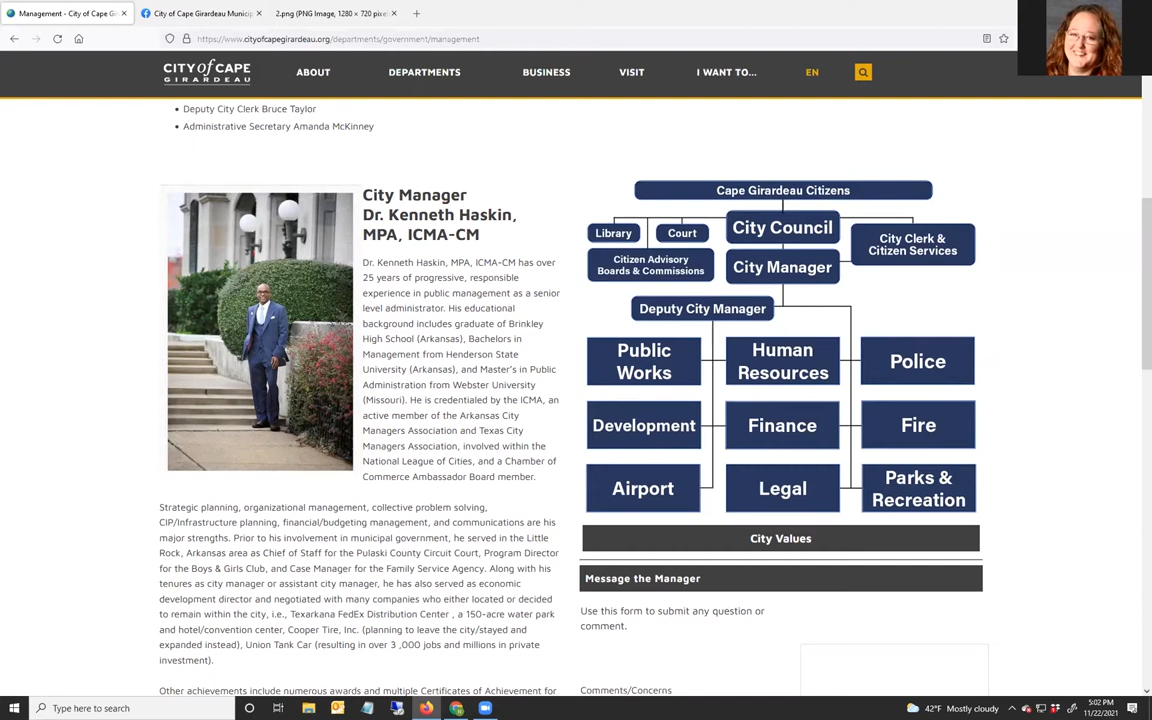 Management - City of Cape Gi
City of Cape Girardeau Municip
2.png (PNG Image, 1280 × 720 pixe
https://www.cityofcapegirardeau.org/departments/government/management
CITY of CAPE
GIRARDEAU
ABOUT
DEPARTMENTS
BUSINESS
VISIT
I WANT TO...
EN
Deputy City Clerk Bruce Taylor
Administrative Secretary Amanda McKinney
City Manager
Dr. Kenneth Haskin,
MPA, ICMA-CM
Dr. Kenneth Haskin, MPA, ICMA-CM has over
25 years of progressive, responsible
experience in public management as a senior
level administrator. His educational
background includes graduate of Brinkley
High School (Arkansas), Bachelors in
Management from Henderson State
University (Arkansas), and Master's in Public
Administration from Webster University
(Missouri). He is credentialed by the ICMA, an
active member of the Arkansas City
Managers Association and Texas City
Managers Association, involved within the
National League of Cities, and a Chamber of
Commerce Ambassador Board member.
Strategic planning, organizational management, collective problem solving,
CIP/Infrastructure planning, financial/budgeting management, and communications are his
major strengths. Prior to his involvement in municipal government, he served in the Little
Rock, Arkansas area as Chief of Staff for the Pulaski County Circuit Court, Program Director
for the Boys & Girls Club, and Case Manager for the Family Service Agency. Along with his
tenures as city manager or assistant city manager, he has also served as economic
development director and negotiated with many companies who either located or decided
to remain within the city, i.e., Texarkana FedEx Distribution Center , a 150-acre water park
and hotel/convention center, Cooper Tire, Inc. (planning to leave the city/stayed and
expanded instead), Union Tank Car (resulting in over 3 ,000 jobs and millions in private
investment).
Other achievements include numerous awards and multiple Certificates of Achievement for
Cape Girardeau Citizens
Library
Court
City Council
City Clerk &
Citizen Services
Citizen Advisory
Boards & Commissions
City Manager
Deputy City Manager
Public
Works
Human
Resources
Police
Development
Finance
Fire
Airport
Legal
Parks &
Recreation
City Values
Message the Manager
Use this form to submit any question or
comment.
Comments/Concerns
Type here to search
42°F Mostly cloudy
5:02 PM
11/22/2021